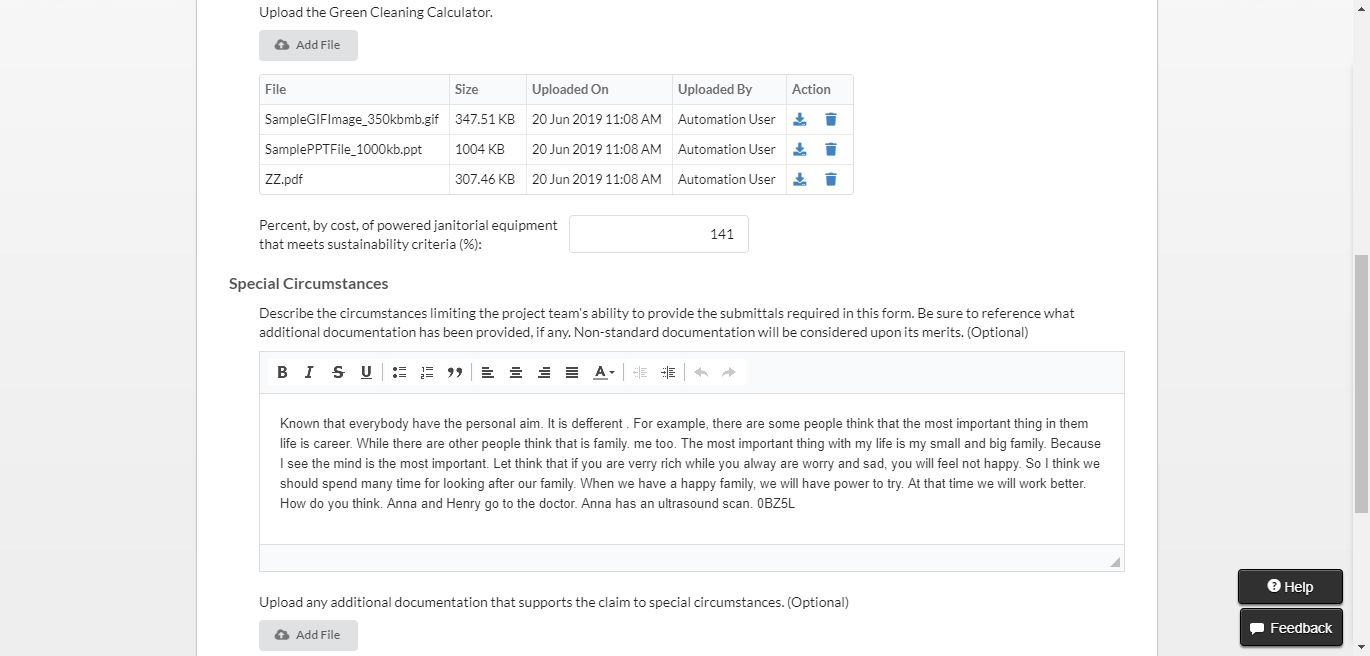 Upload the Green Cleaning Calculator.
Add File
File Size Uploaded On Uploaded By Action
SampleGIFImage_350kbmb.gif 347.51 KB 20 Jun 2019 11:08 AM Automation User
SamplePPTFile_1000kb.ppt 1004 KB 20 Jun 2019 11:08 AM Automation User
ZZ.pdf 307.46 KB 20 Jun 2019 11:08 AM Automation User
Percent, by cost, of powered janitorial equipment
that meets sustainability criteria (%):
141
Special Circumstances
Describe the circumstances limiting the project team's ability to provide the submittals required in this form. Be sure to reference what
additional documentation has been provided, if any. Non-standard documentation will be considered upon its merits. (Optional)
B I S U A
Known that everybody have the personal aim. It is defferent . For example, there are some people think that the most important thing in them
life is career. While there are other people think that is family. me too. The most important thing with my life is my small and big family. Because
I see the mind is the most important. Let think that if you are verry rich while you alway are worry and sad, you will feel not happy. So I think we
should spend many time for looking after our family. When we have a happy family, we will have power to try. At that time we will work better.
How do you think. Anna and Henry go to the doctor. Anna has an ultrasound scan. 0BZ5L
Upload any additional documentation that supports the claim to special circumstances. (Optional)
Add File
Help
Feedback